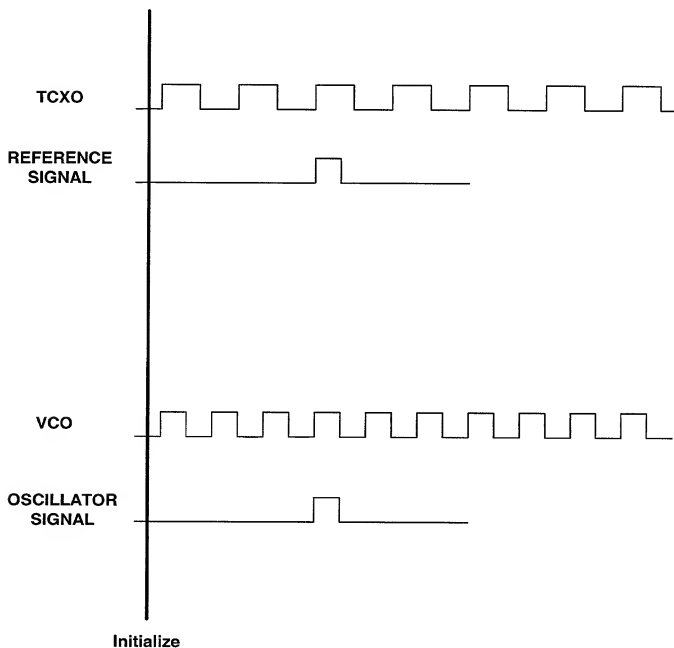 TCXO
REFERENCE
SIGNAL
VCO
OSCILLATOR
SIGNAL
Initialize